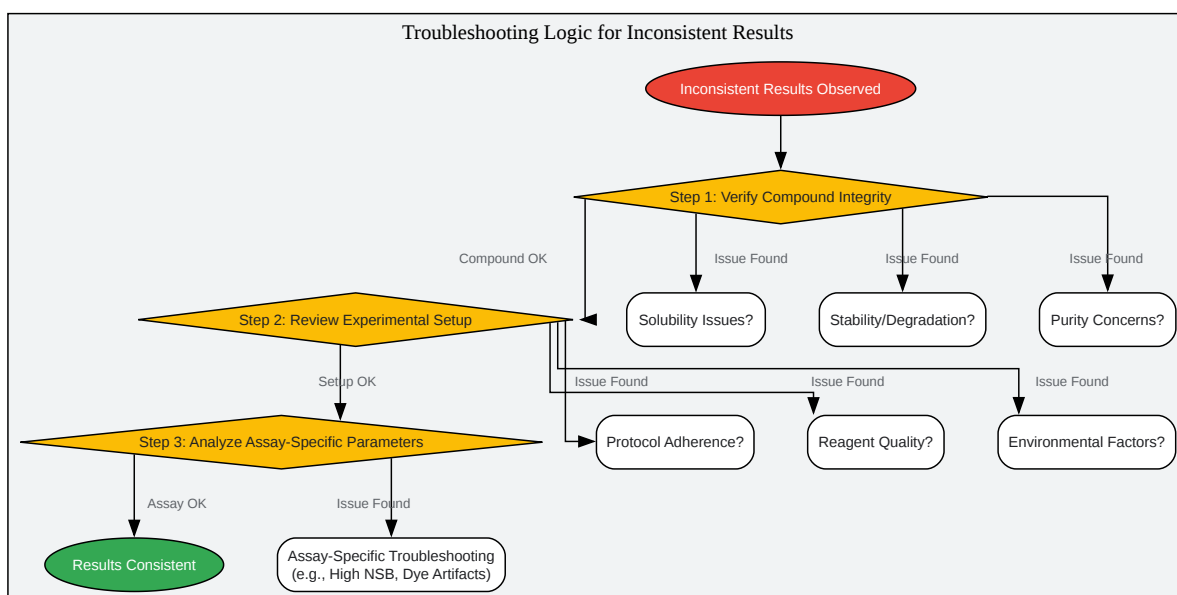 Troubleshooting Logic for Inconsistent Results
Inconsistent Results Observed
Step 1: Verify Compound Integrity
Compound OK
Issue Found
Issue Found
Issue Found
Step 2: Review Experimental Setup
Solubility Issues?
Stability/Degradation?
Purity Concerns?
Setup OK
Issue Found
Issue Found
Issue Found
Step 3: Analyze Assay-Specific Parameters
Protocol Adherence?
Reagent Quality?
Environmental Factors?
Assay OK
Issue Found
Results Consistent
Assay-Specific Troubleshooting
(e.g., High NSB, Dye Artifacts)